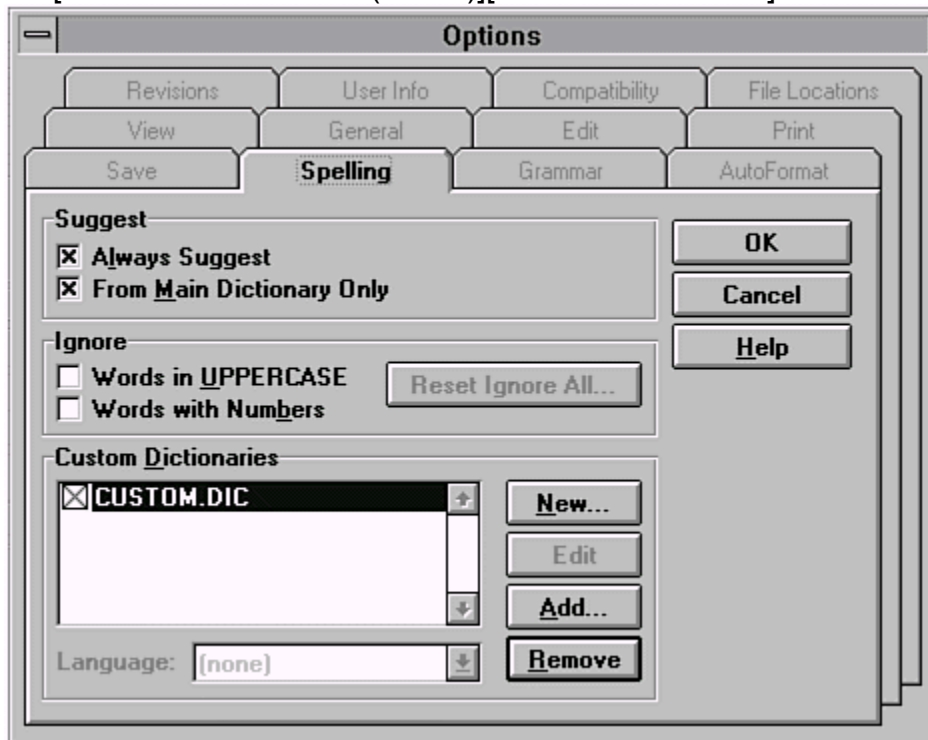 Options
Revisions User Info Compatibility File Locations
View General Edit Print
Save Spelling Grammar AutoFormat
Suggest
Always Suggest
From Main Dictionary Only
OK
Cancel
Help
Ignore
Words in UPPERCASE
Words with Numbers
Reset Ignore All...
Custom Dictionaries
CUSTOM.DIC
New...
Edit
Add...
Remove
Language: (none)